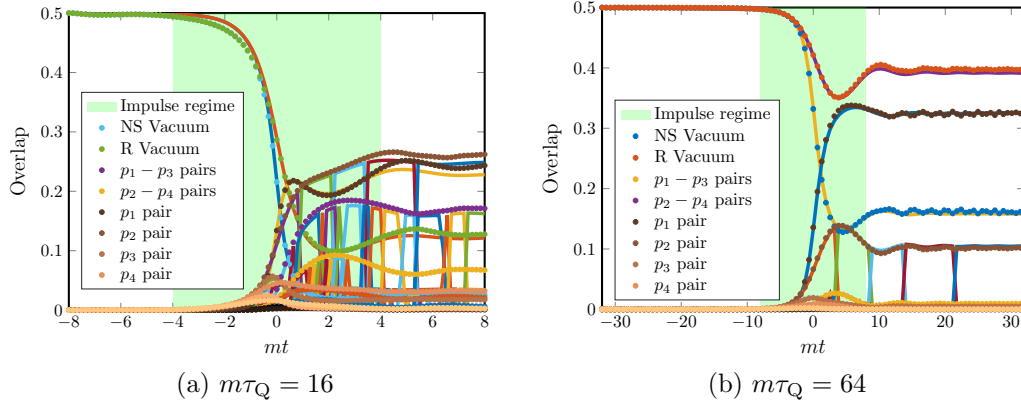 0.5
0.4
0.3
0.2
0.1
0
Overlap
Impulse regime
NS Vacuum
R Vacuum
p₁ − p₃ pairs
p₂ − p₄ pairs
p₁ pair
p₂ pair
p₃ pair
p₄ pair
−8 −6 −4 −2 0 2 4 6 8
mt
(a) mτ_Q = 16
0.5
0.4
0.3
0.2
0.1
0
Overlap
Impulse regime
NS Vacuum
R Vacuum
p₁ − p₃ pairs
p₂ − p₄ pairs
p₁ pair
p₂ pair
p₃ pair
p₄ pair
−30 −20 −10 0 10 20 30
mt
(b) mτ_Q = 64